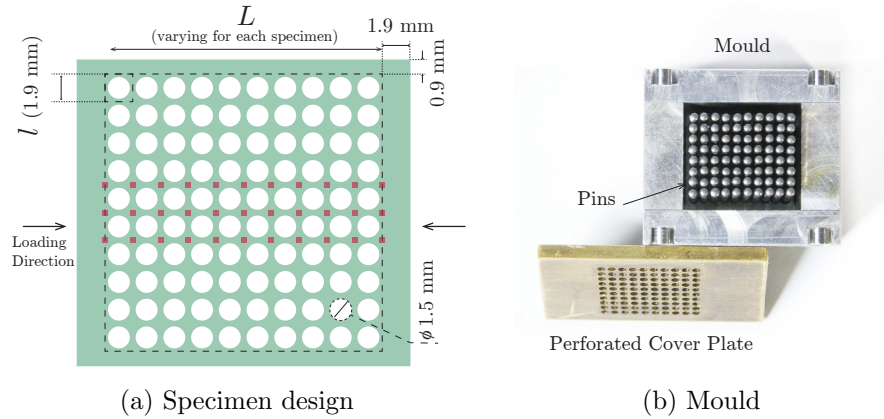 L
(varying for each specimen)
1.9 mm
0.9 mm
l (1.9 mm)
Loading
Direction
ϕ1.5 mm
(a) Specimen design
Mould
Pins
Perforated Cover Plate
(b) Mould